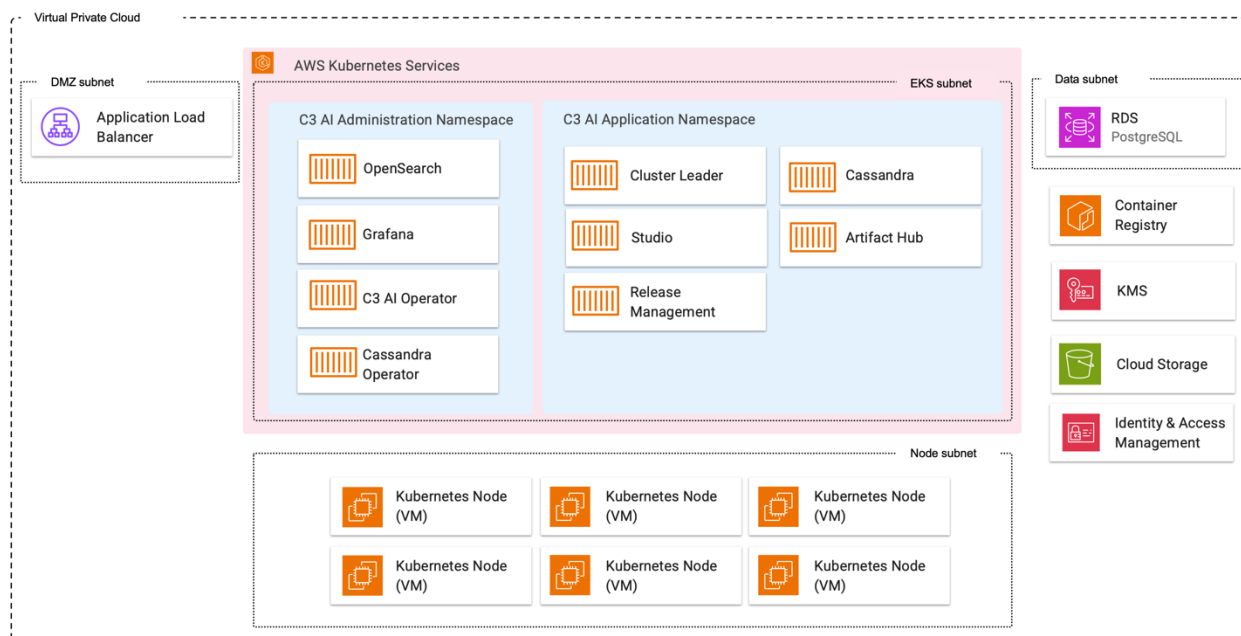 Virtual Private Cloud
DMZ subnet
Application Load
Balancer
AWS Kubernetes Services
EKS subnet
C3 AI Administration Namespace
OpenSearch
Grafana
C3 AI Operator
Cassandra
Operator
C3 AI Application Namespace
Cluster Leader
Cassandra
Studio
Artifact Hub
Release
Management
Data subnet
RDS
PostgreSQL
Container
Registry
KMS
Cloud Storage
Identity & Access
Management
Node subnet
Kubernetes Node
(VM)
Kubernetes Node
(VM)
Kubernetes Node
(VM)
Kubernetes Node
(VM)
Kubernetes Node
(VM)
Kubernetes Node
(VM)